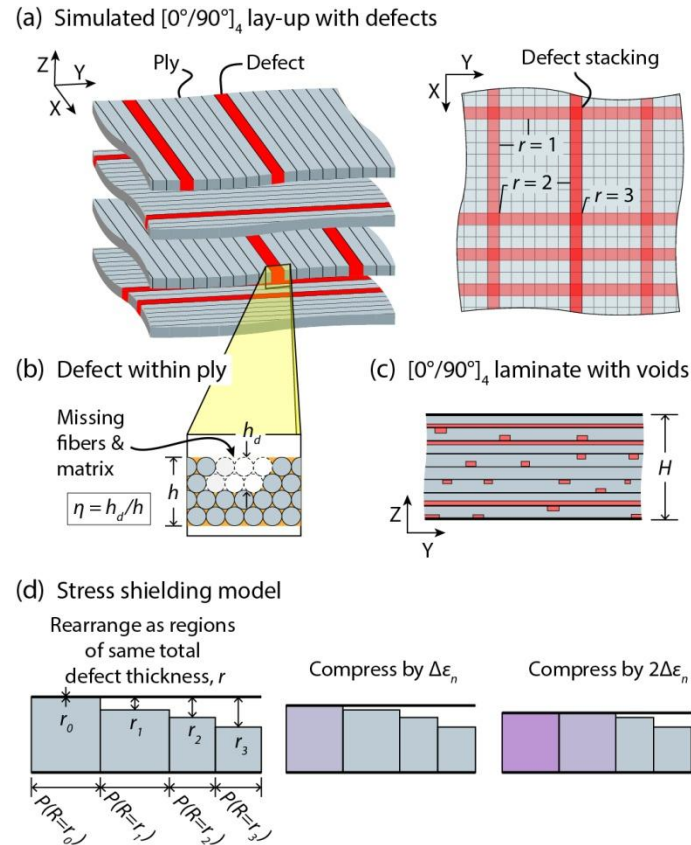 (a) Simulated [0°/90°]₄ lay-up with defects
Z
Y
X
Ply
Defect
Y
X
Defect stacking
r = 1
r = 2
r = 3
(b) Defect within ply
Missing
fibers &
matrix
h_d
h
η = h_d/h
(c) [0°/90°]₄ laminate with voids
H
Z
Y
(d) Stress shielding model
Rearrange as regions
of same total
defect thickness, r
r₀
r₁
r₂
r₃
P(R=r₀)
P(R=r₁)
P(R=r₂)
P(R=r₃)
Compress by Δεₙ
Compress by 2Δεₙ